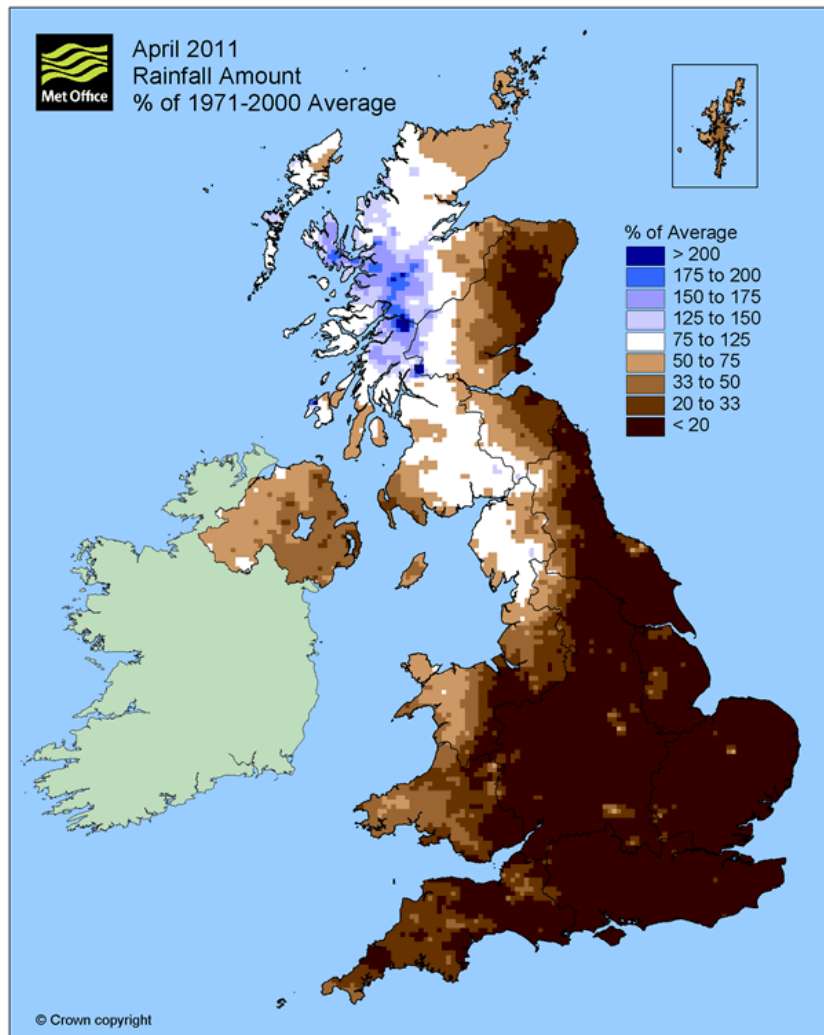 Met Office
April 2011
Rainfall Amount
% of 1971-2000 Average
% of Average
> 200
175 to 200
150 to 175
125 to 150
75 to 125
50 to 75
33 to 50
20 to 33
< 20
© Crown copyright